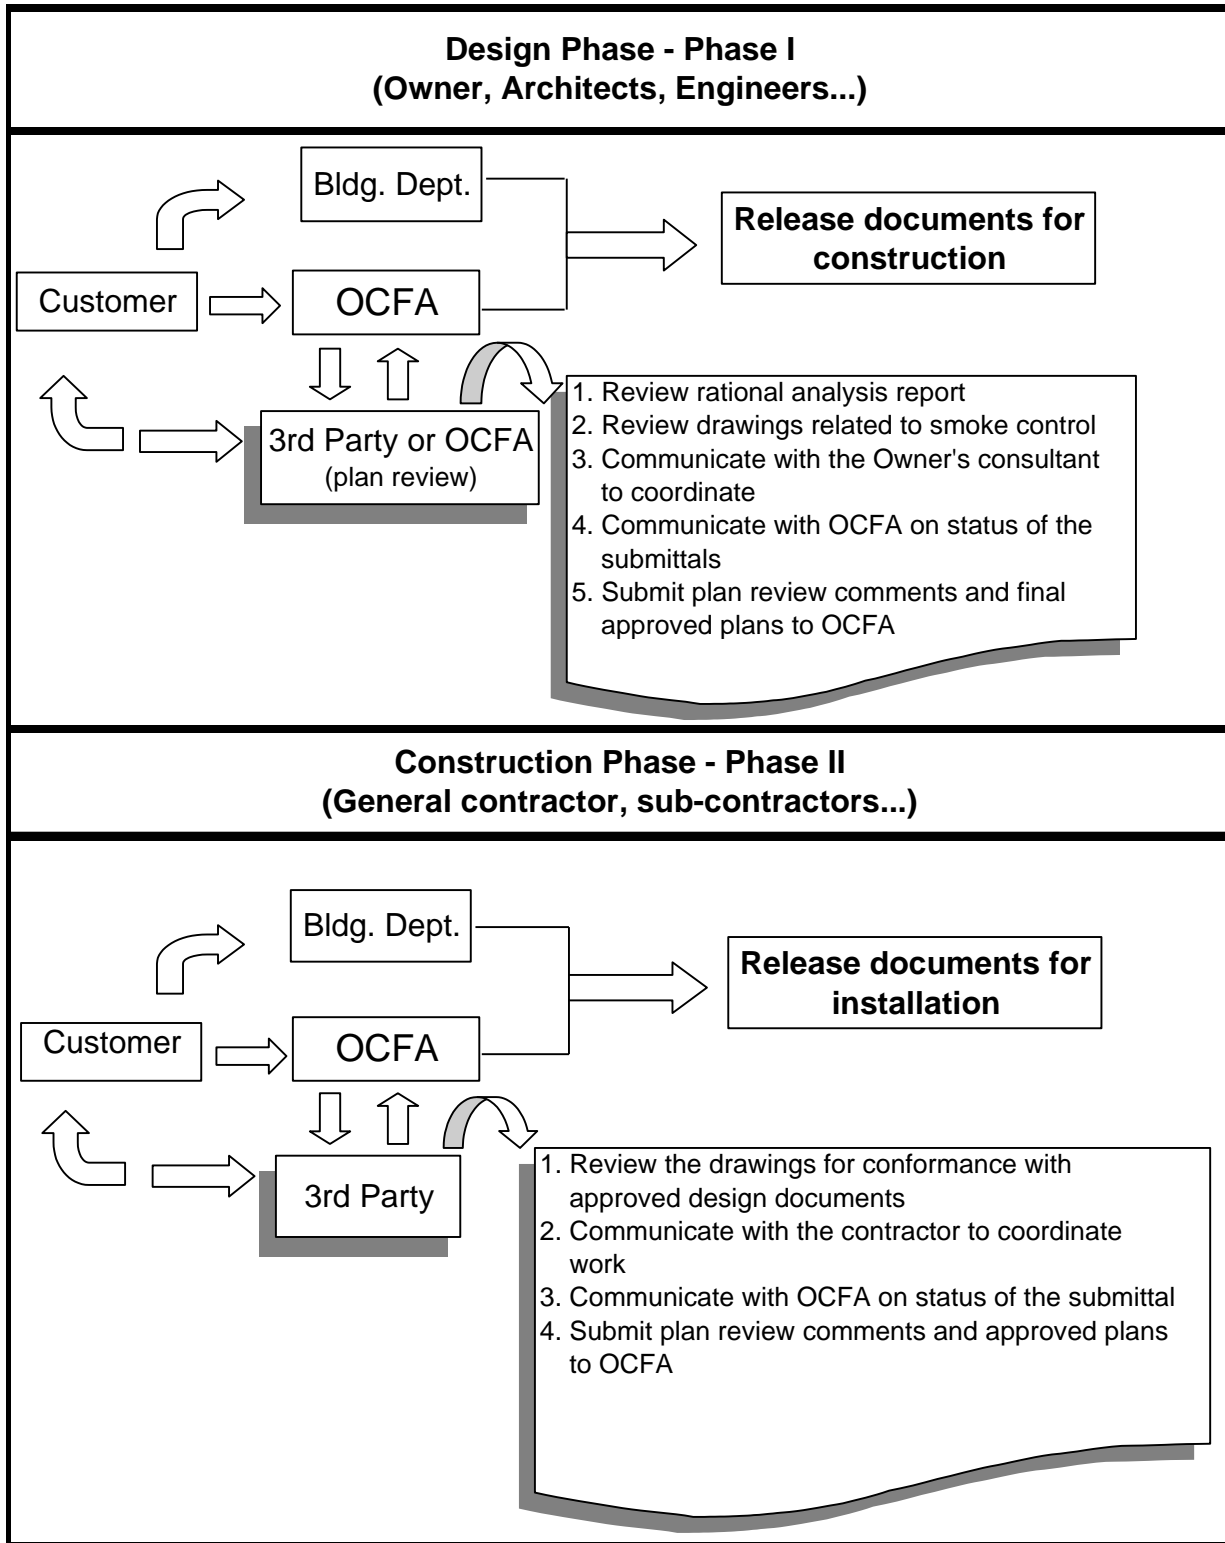 Design Phase - Phase I
(Owner, Architects, Engineers...)
Bldg. Dept.
Release documents for
construction
Customer
OCFA
3rd Party or OCFA
(plan review)
1. Review rational analysis report
2. Review drawings related to smoke control
3. Communicate with the Owner's consultant
to coordinate
4. Communicate with OCFA on status of the
submittals
5. Submit plan review comments and final
approved plans to OCFA
Construction Phase - Phase II
(General contractor, sub-contractors...)
Bldg. Dept.
Release documents for
installation
Customer
OCFA
3rd Party
1. Review the drawings for conformance with
approved design documents
2. Communicate with the contractor to coordinate
work
3. Communicate with OCFA on status of the submittal
4. Submit plan review comments and approved plans
to OCFA